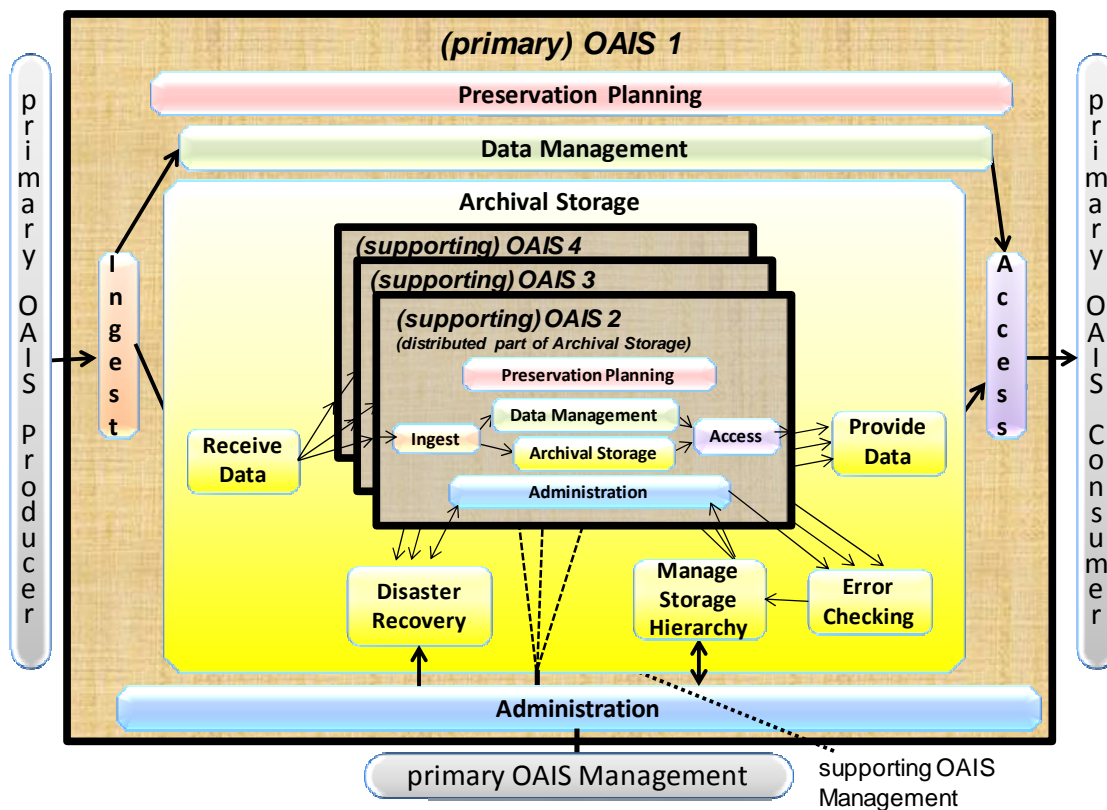 (primary) OAIS 1
Preservation Planning
Data Management
Archival Storage
primary OAIS Producer
Ingest
(supporting) OAIS 4
(supporting) OAIS 3
(supporting) OAIS 2
(distributed part of Archival Storage)
Preservation Planning
Data Management
Ingest
Access
Archival Storage
Administration
Receive
Data
Provide
Data
Access
primary OAIS Consumer
Disaster
Recovery
Manage
Storage
Hierarchy
Error
Checking
Administration
primary OAIS Management
supporting OAIS
Management